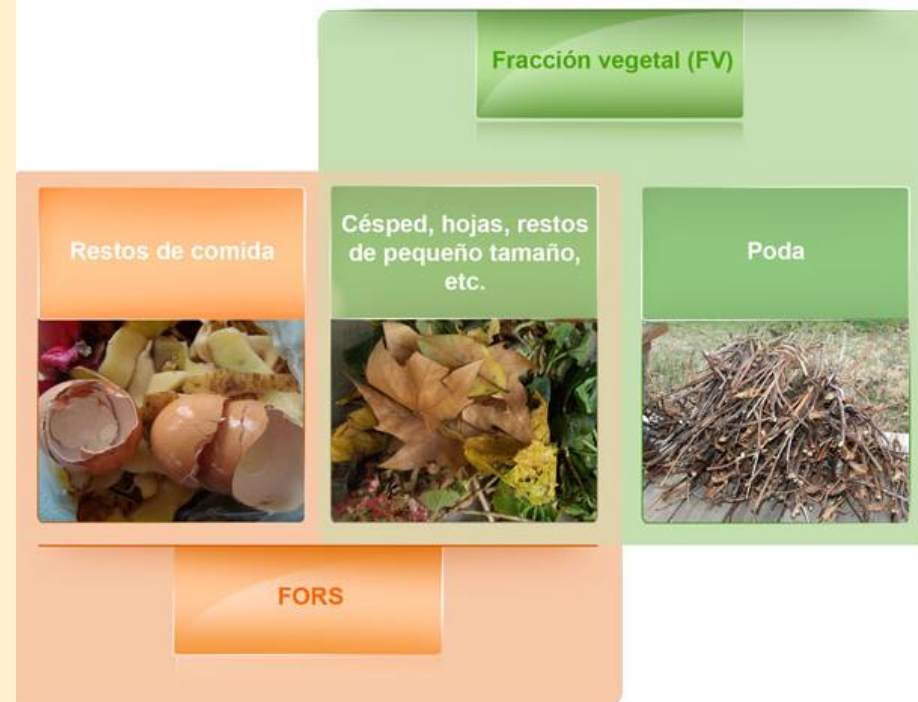 Fracción vegetal (FV)
Restos de comida
Césped, hojas, restos
de pequeño tamaño,
etc.
Poda
FORS